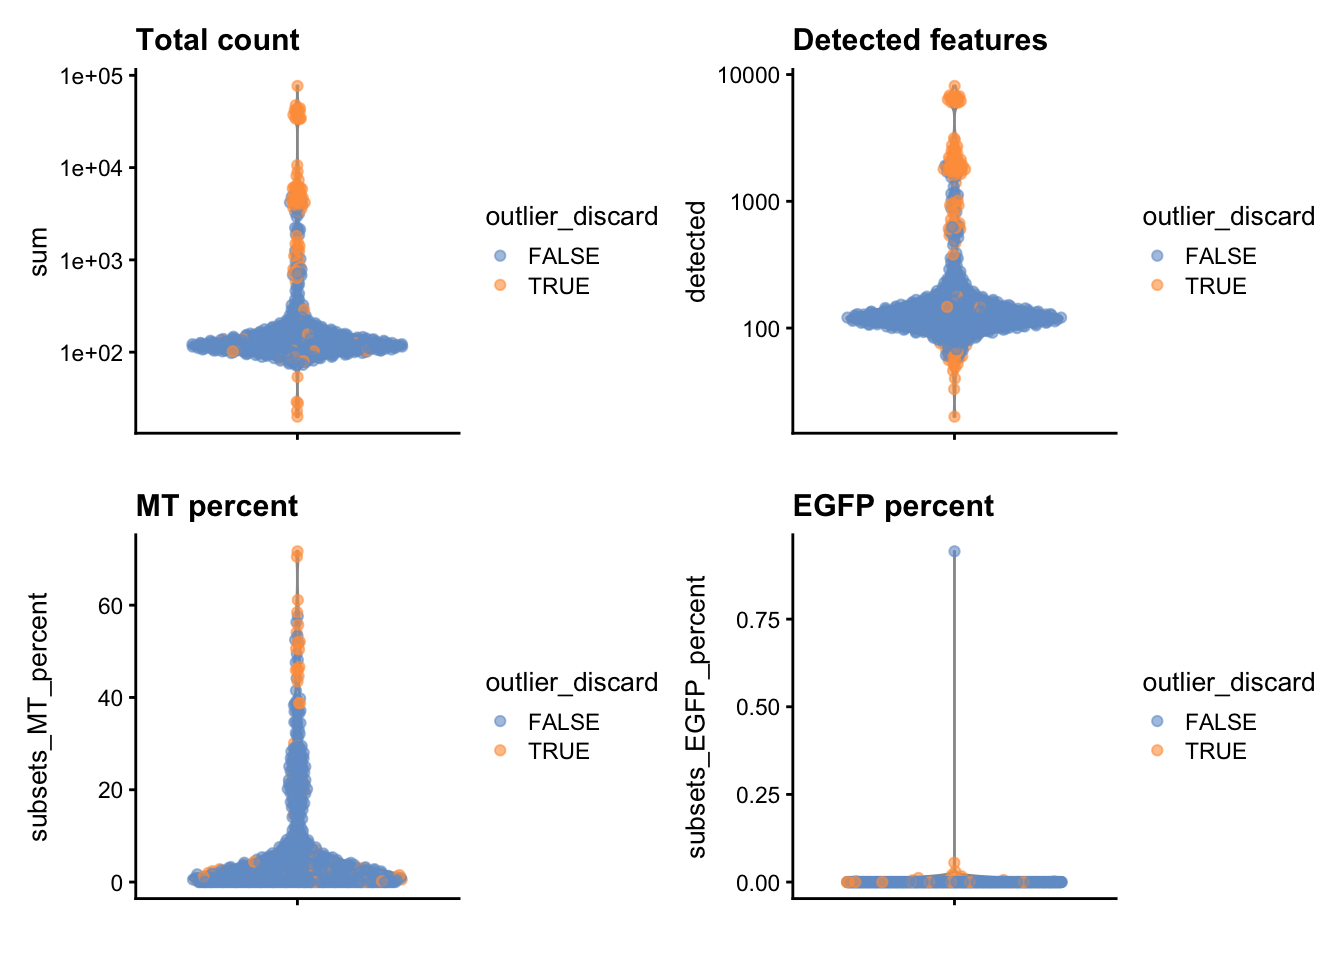 Total count
1e+05
1e+04
1e+03
1e+02
sum
outlier_discard
FALSE
TRUE
Detected features
10000
1000
100
detected
outlier_discard
FALSE
TRUE
MT percent
60
40
20
0
subsets_MT_percent
outlier_discard
FALSE
TRUE
EGFP percent
0.75
0.50
0.25
0.00
subsets_EGFP_percent
outlier_discard
FALSE
TRUE